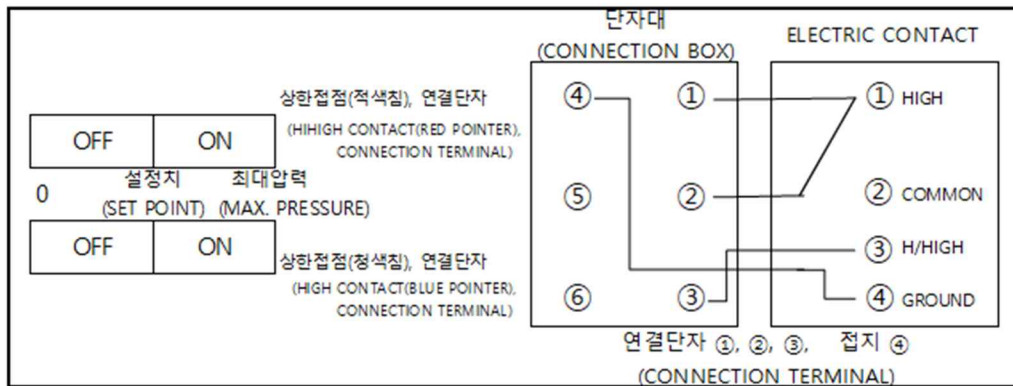 단자대
(CONNECTION BOX)
ELECTRIC CONTACT
상한접점(적색침), 연결단자
(HIHIGH CONTACT(RED POINTER),
CONNECTION TERMINAL)
OFF ON
0 설정치 최대압력
(SET POINT) (MAX. PRESSURE)
OFF ON
상한접점(청색침), 연결단자
(HIGH CONTACT(BLUE POINTER),
CONNECTION TERMINAL)
④ ①
⑤ ②
⑥ ③
① HIGH
② COMMON
③ H/HIGH
④ GROUND
연결단자 ①, ②, ③, 접지 ④
(CONNECTION TERMINAL)